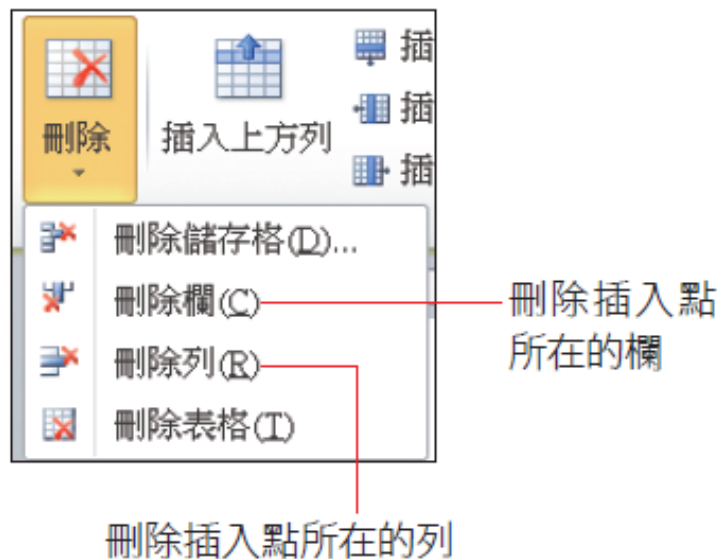 刪除
插入上方列
插
插
插
刪除儲存格(D)...
刪除欄(C)
刪除列(R)
刪除表格(T)
刪除插入點
所在的欄
刪除插入點所在的列